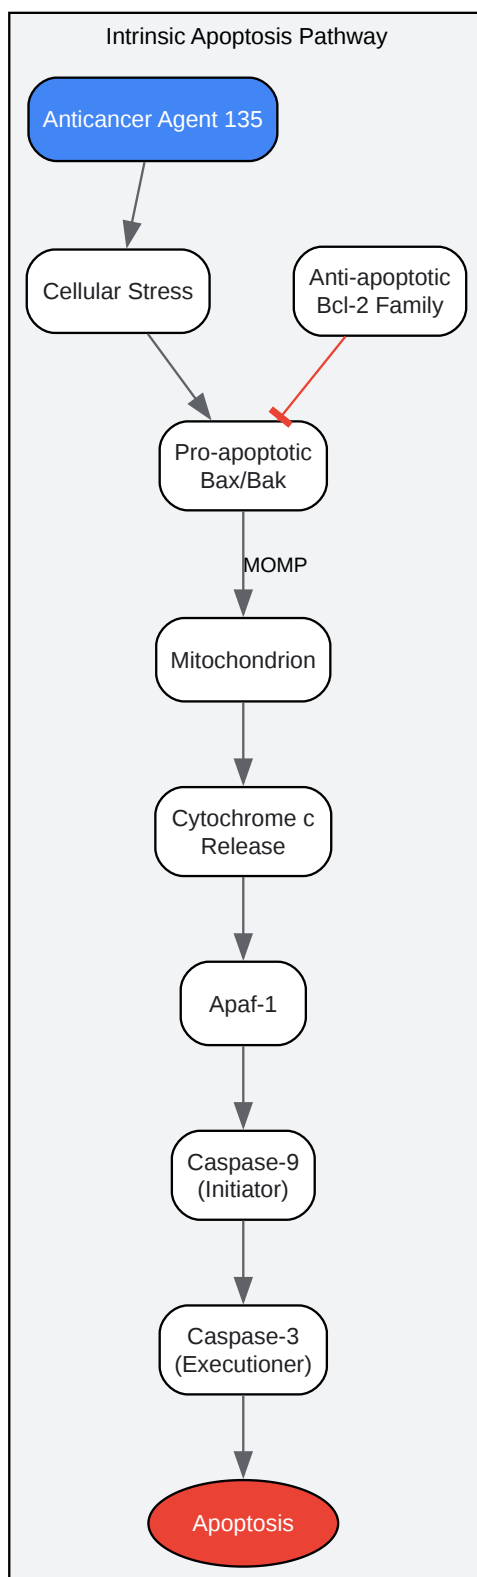 Intrinsic Apoptosis Pathway
Anticancer Agent 135
Cellular Stress
Anti-apoptotic
Bcl-2 Family
Pro-apoptotic
Bax/Bak
MOMP
Mitochondrion
Cytochrome c
Release
Apaf-1
Caspase-9
(Initiator)
Caspase-3
(Executioner)
Apoptosis